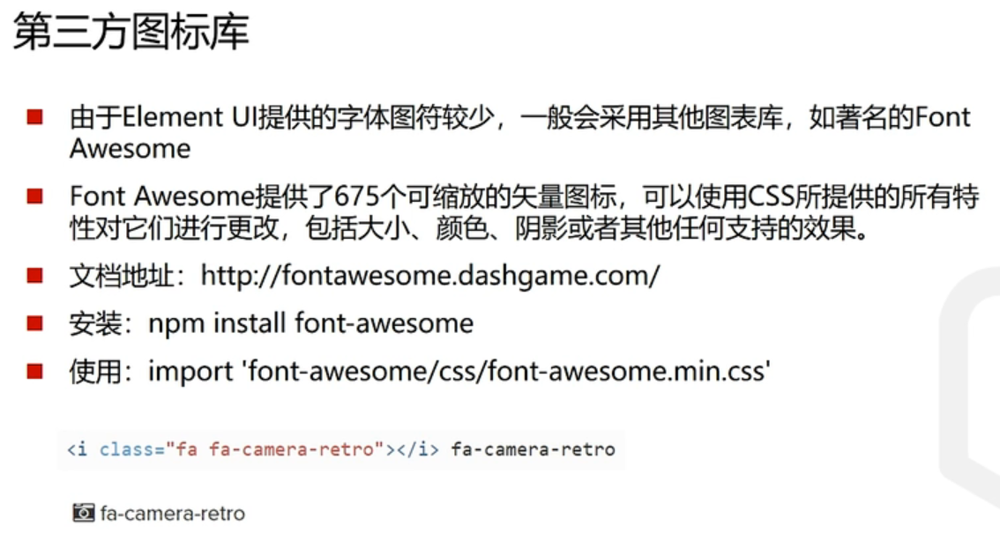 第三方图标库
由于Element UI提供的字体图符较少，一般会采用其他图表库，如著名的Font
Awesome
Font Awesome提供了675个可缩放的矢量图标，可以使用CSS所提供的所有特
性对它们进行更改，包括大小、颜色、阴影或者其他任何支持的效果。
文档地址：http://fontawesome.dashgame.com/
安装：npm install font-awesome
使用：import 'font-awesome/css/font-awesome.min.css'
<i class="fa fa-camera-retro"></i> fa-camera-retro
fa-camera-retro